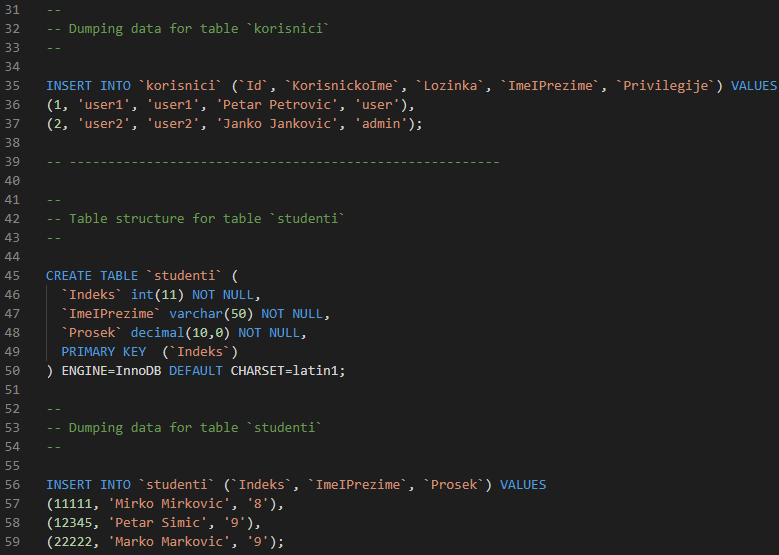 31 --
32 -- Dumping data for table `korisnici`
33 --
34
35 INSERT INTO `korisnici` (`Id`, `KorisnickoIme`, `Lozinka`, `ImeIPrezime`, `Privilegije`) VALUES
36 (1, 'user1', 'user1', 'Petar Petrovic', 'user'),
37 (2, 'user2', 'user2', 'Janko Jankovic', 'admin');
38
39 -- --------------------------------------------------------
40
41 --
42 -- Table structure for table `studenti`
43 --
44
45 CREATE TABLE `studenti` (
46   `Indeks` int(11) NOT NULL,
47   `ImeIPrezime` varchar(50) NOT NULL,
48   `Prosek` decimal(10,0) NOT NULL,
49   PRIMARY KEY  (`Indeks`)
50 ) ENGINE=InnoDB DEFAULT CHARSET=latin1;
51
52 --
53 -- Dumping data for table `studenti`
54 --
55
56 INSERT INTO `studenti` (`Indeks`, `ImeIPrezime`, `Prosek`) VALUES
57 (11111, 'Mirko Mirkovic', '8'),
58 (12345, 'Petar Simic', '9'),
59 (22222, 'Marko Markovic', '9');